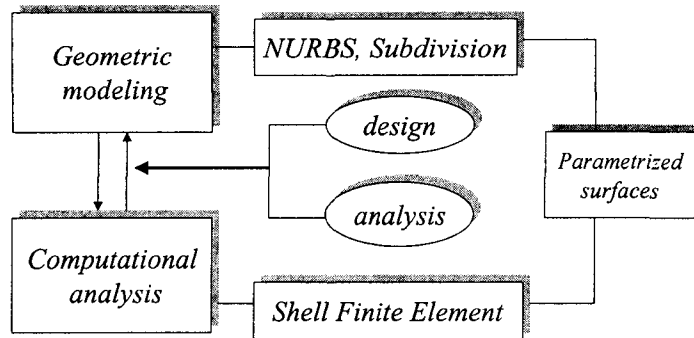 Geometric
modeling
NURBS, Subdivision
design
Parametrized
surfaces
analysis
Computational
analysis
Shell Finite Element